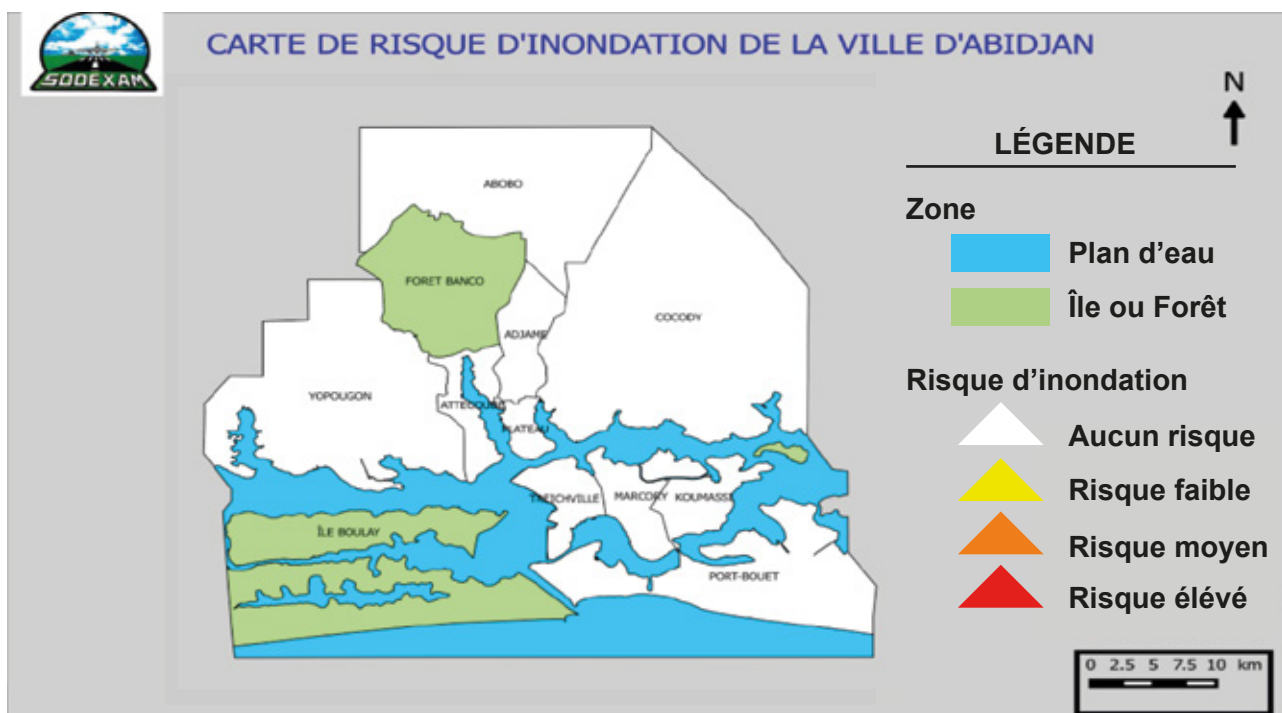 SODEXAM
CARTE DE RISQUE D'INONDATION DE LA VILLE D'ABIDJAN
N
LÉGENDE
Zone
Plan d'eau
Île ou Forêt
Risque d'inondation
Aucun risque
Risque faible
Risque moyen
Risque élévé
ABOBO
FORET BANCO
ADJAME
COCODY
YOPOUGON
ATTECOUBE
PLATEAU
TREICHVILLE
MARCORY
KOUMASSI
ÎLE BOULAY
PORT-BOUET
0 2.5 5 7.5 10 km